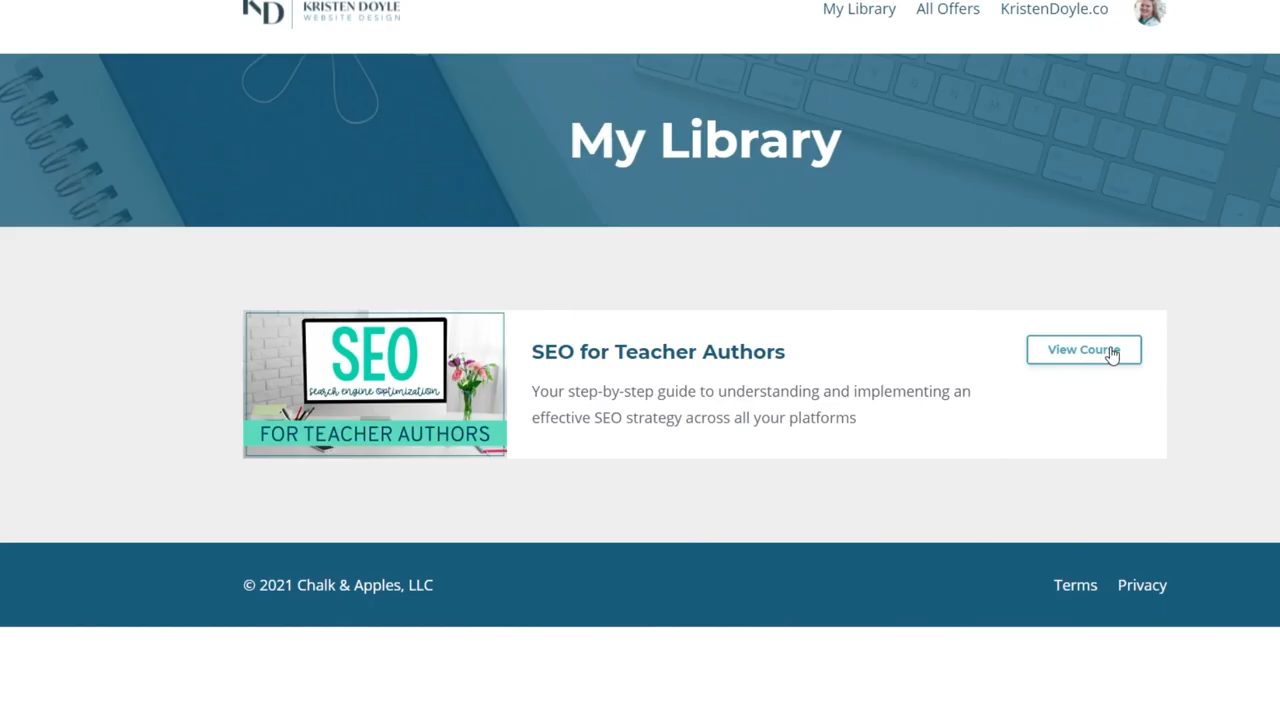 KD KRISTEN DOYLE
WEBSITE DESIGN
My Library All Offers KristenDoyle.co
My Library
SEO
search engine optimization
FOR TEACHER AUTHORS
SEO for Teacher Authors
View Course
Your step-by-step guide to understanding and implementing an
effective SEO strategy across all your platforms
© 2021 Chalk & Apples, LLC
Terms Privacy